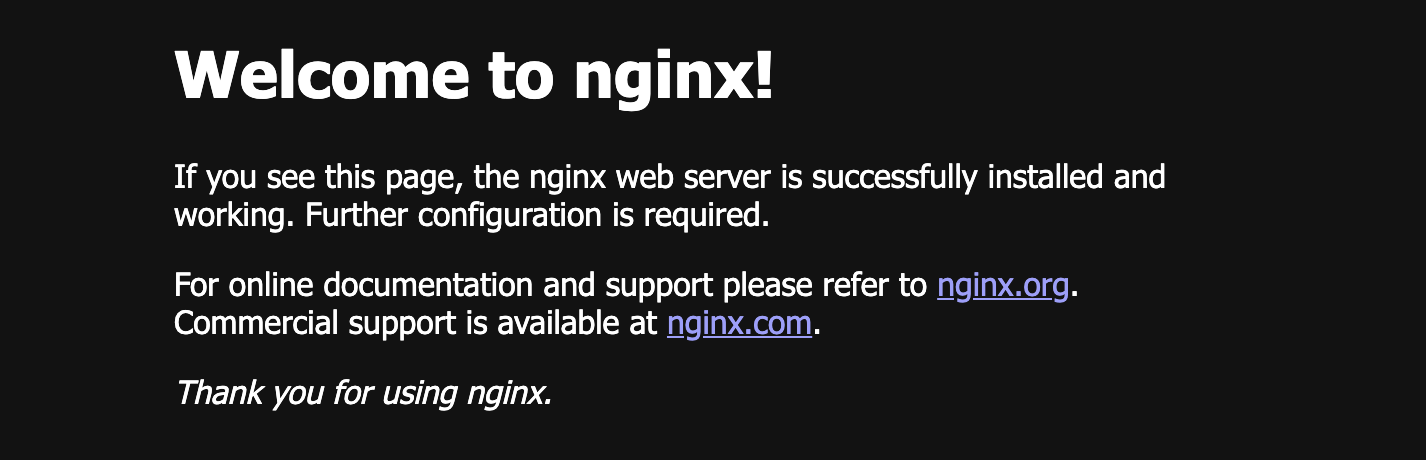 Welcome to nginx!
If you see this page, the nginx web server is successfully installed and
working. Further configuration is required.
For online documentation and support please refer to nginx.org.
Commercial support is available at nginx.com.
Thank you for using nginx.